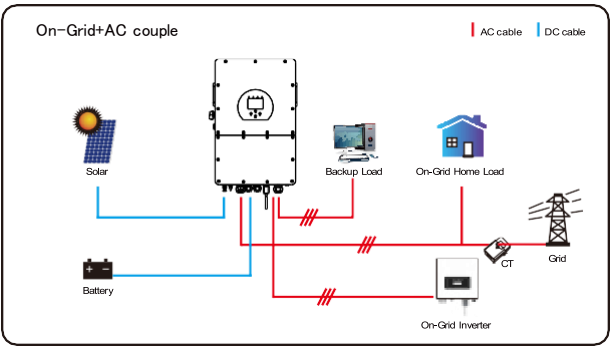 On-Grid+AC couple
AC cable
DC cable
Solar
Backup Load
On-Grid Home Load
CT
Grid
Battery
On-Grid Inverter